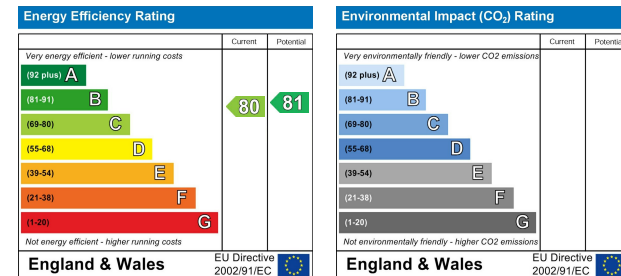 Energy Efficiency Rating
Current Potential
Very energy efficient - lower running costs
(92 plus) A
(81-91) B
(69-80) C
(55-68) D
(39-54) E
(21-38) F
(1-20) G
80
81
Not energy efficient - higher running costs
England & Wales
EU Directive
2002/91/EC
Environmental Impact (CO₂) Rating
Current Potentia
Very environmentally friendly - lower CO2 emissions
(92 plus) A
(81-91) B
(69-80) C
(55-68) D
(39-54) E
(21-38) F
(1-20) G
Not environmentally friendly - higher CO2 emissions
England & Wales
EU Directive
2002/91/EC